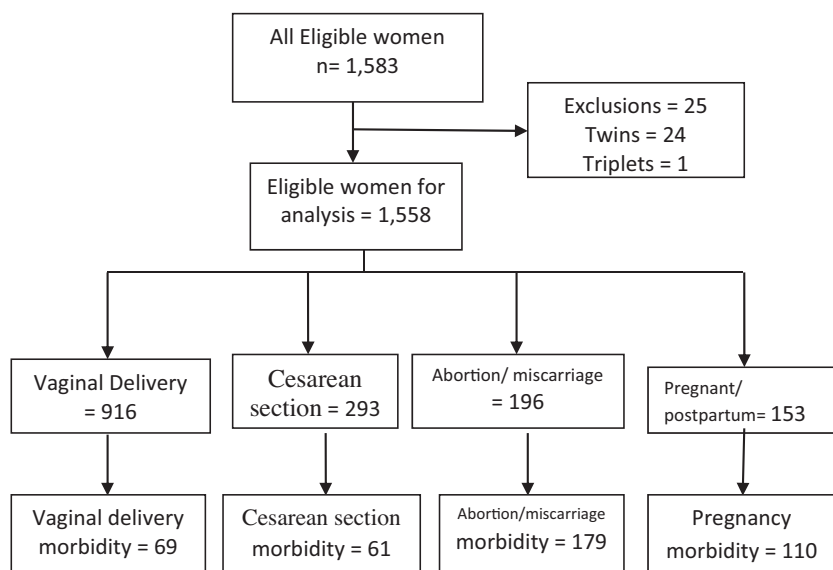 All Eligible women
n= 1,583
Exclusions = 25
Twins = 24
Triplets = 1
Eligible women for
analysis = 1,558
Vaginal Delivery
= 916
Cesarean
section = 293
Abortion/ miscarriage
= 196
Pregnant/
postpartum= 153
Vaginal delivery
morbidity = 69
Cesarean section
morbidity = 61
Abortion/miscarriage
morbidity = 179
Pregnancy
morbidity = 110